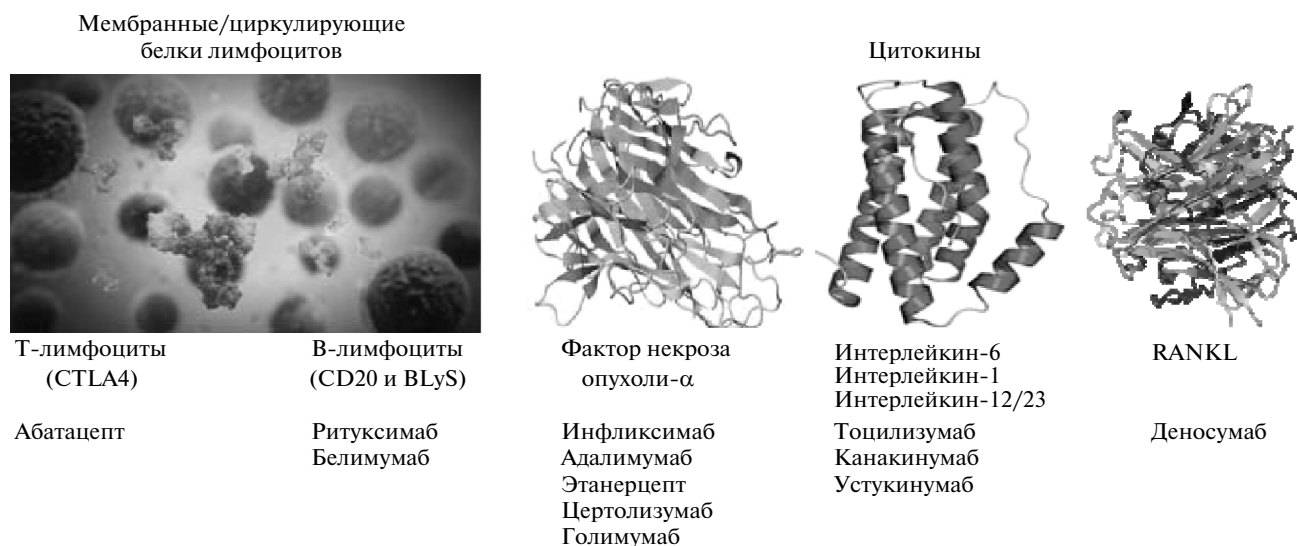 Мембранные/циркулирующие
белки лимфоцитов
Цитокины
Т-лимфоциты
(CTLA4)
В-лимфоциты
(CD20 и BLyS)
Фактор некроза
опухоли-α
Интерлейкин-6
Интерлейкин-1
Интерлейкин-12/23
RANKL
Абатацепт
Ритуксимаб
Белимумаб
Инфликсимаб
Адалимумаб
Этанерцепт
Цертолизумаб
Голимумаб
Тоцилизумаб
Канакинумаб
Устукинумаб
Деносумаб